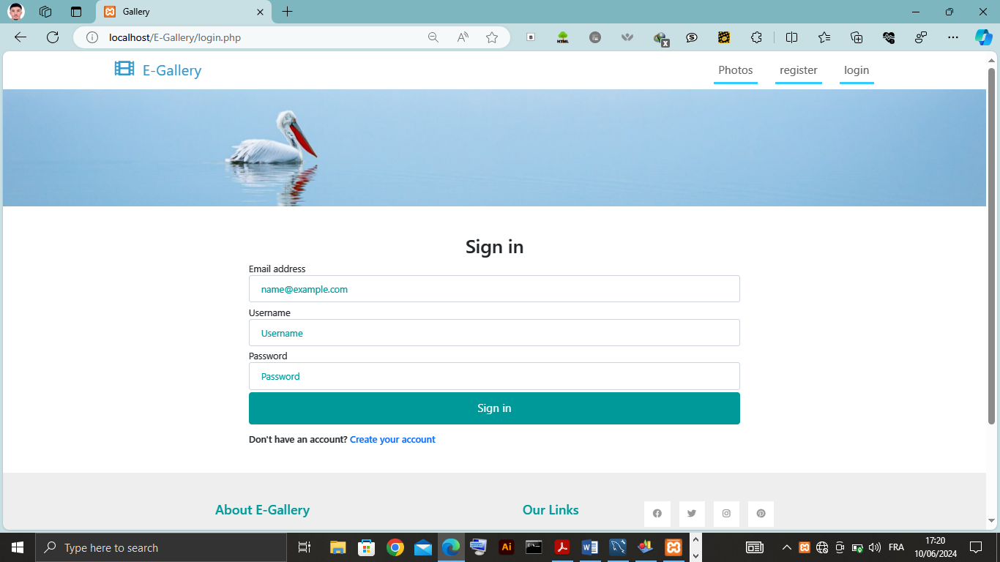 Gallery
localhost/E-Gallery/login.php
E-Gallery
Photos
register
login
Sign in
Email address
name@example.com
Username
Username
Password
Password
Sign in
Don't have an account? Create your account
About E-Gallery
Our Links
Type here to search
FRA
17:20
10/06/2024